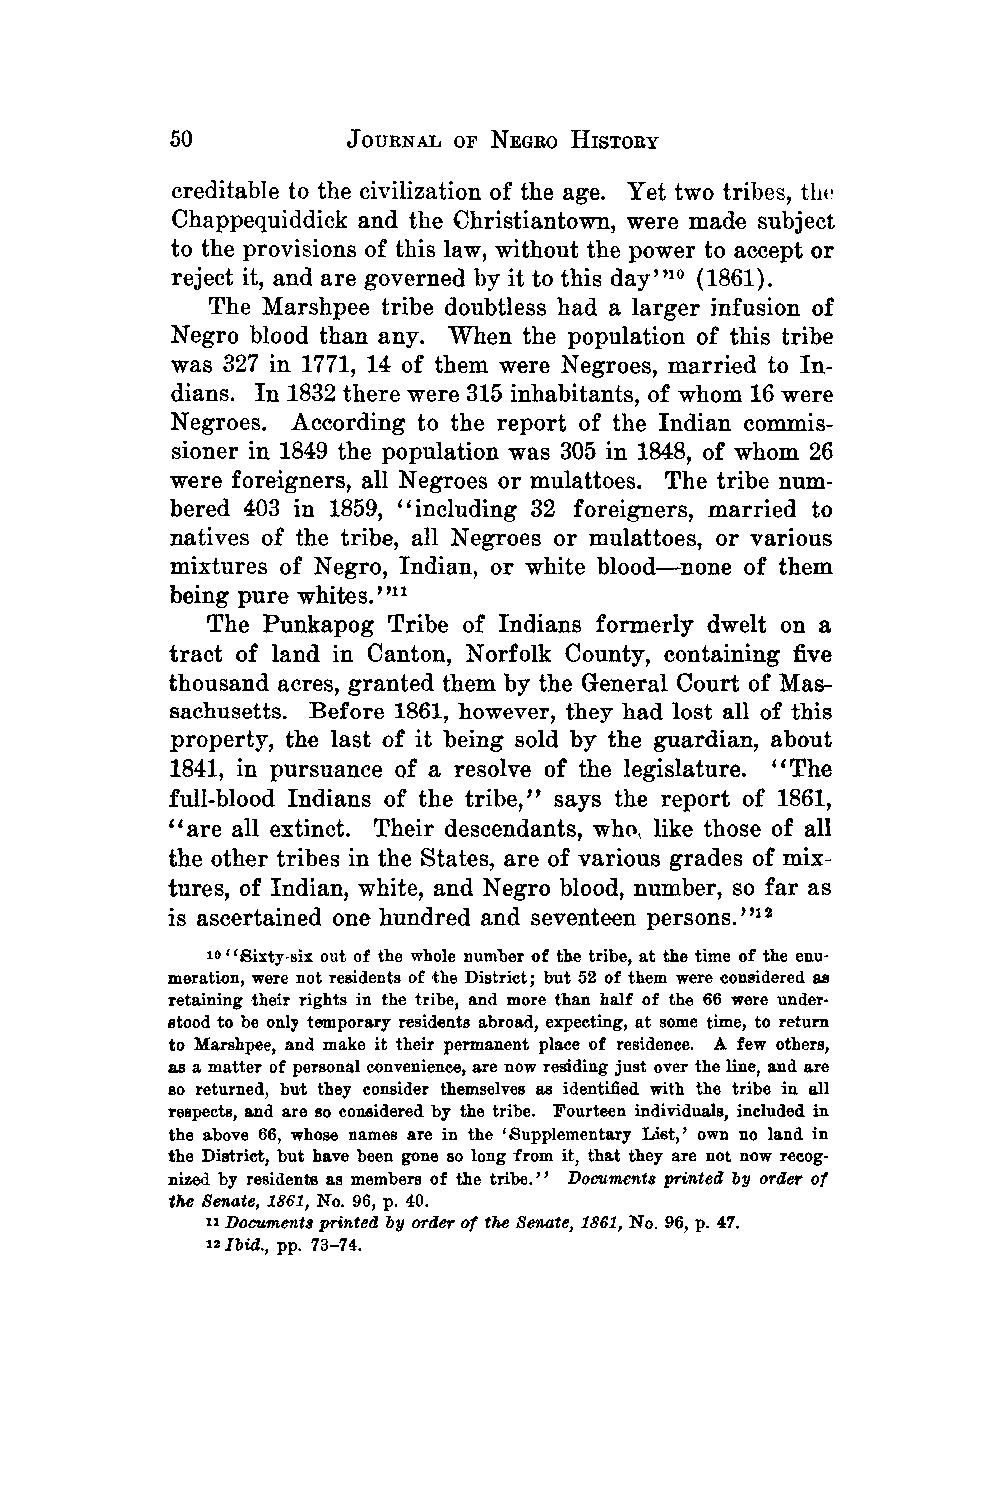 50 JOURNAL OF NEGRO HISTORY
creditable to the civilization of the age. Yet two tribes, the
Chappequiddick and the Christiantown, were made subject
to the provisions of this law, without the power to accept or
reject it, and are governed by it to this day''¹⁰ (1861).
The Marshpee tribe doubtless had a larger infusion of
Negro blood than any. When the population of this tribe
was 327 in 1771, 14 of them were Negroes, married to In-
dians. In 1832 there were 315 inhabitants, of whom 16 were
Negroes. According to the report of the Indian commis-
sioner in 1849 the population was 305 in 1848, of whom 26
were foreigners, all Negroes or mulattoes. The tribe num-
bered 403 in 1859, ‘‘including 32 foreigners, married to
natives of the tribe, all Negroes or mulattoes, or various
mixtures of Negro, Indian, or white blood—none of them
being pure whites.''¹¹
The Punkapog Tribe of Indians formerly dwelt on a
tract of land in Canton, Norfolk County, containing five
thousand acres, granted them by the General Court of Mas-
sachusetts. Before 1861, however, they had lost all of this
property, the last of it being sold by the guardian, about
1841, in pursuance of a resolve of the legislature. ‘‘The
full-blood Indians of the tribe,'' says the report of 1861,
‘‘are all extinct. Their descendants, who, like those of all
the other tribes in the States, are of various grades of mix-
tures, of Indian, white, and Negro blood, number, so far as
is ascertained one hundred and seventeen persons.''¹²
¹⁰ ‘‘Sixty-six out of the whole number of the tribe, at the time of the enu-
meration, were not residents of the District; but 52 of them were considered as
retaining their rights in the tribe, and more than half of the 66 were under-
stood to be only temporary residents abroad, expecting, at some time, to return
to Marshpee, and make it their permanent place of residence. A few others,
as a matter of personal convenience, are now residing just over the line, and are
so returned, but they consider themselves as identified with the tribe in all
respects, and are so considered by the tribe. Fourteen individuals, included in
the above 66, whose names are in the ‘Supplementary List,’ own no land in
the District, but have been gone so long from it, that they are not now recog-
nized by residents as members of the tribe.'' Documents printed by order of
the Senate, 1861, No. 96, p. 40.
¹¹ Documents printed by order of the Senate, 1861, No. 96, p. 47.
¹² Ibid., pp. 73–74.